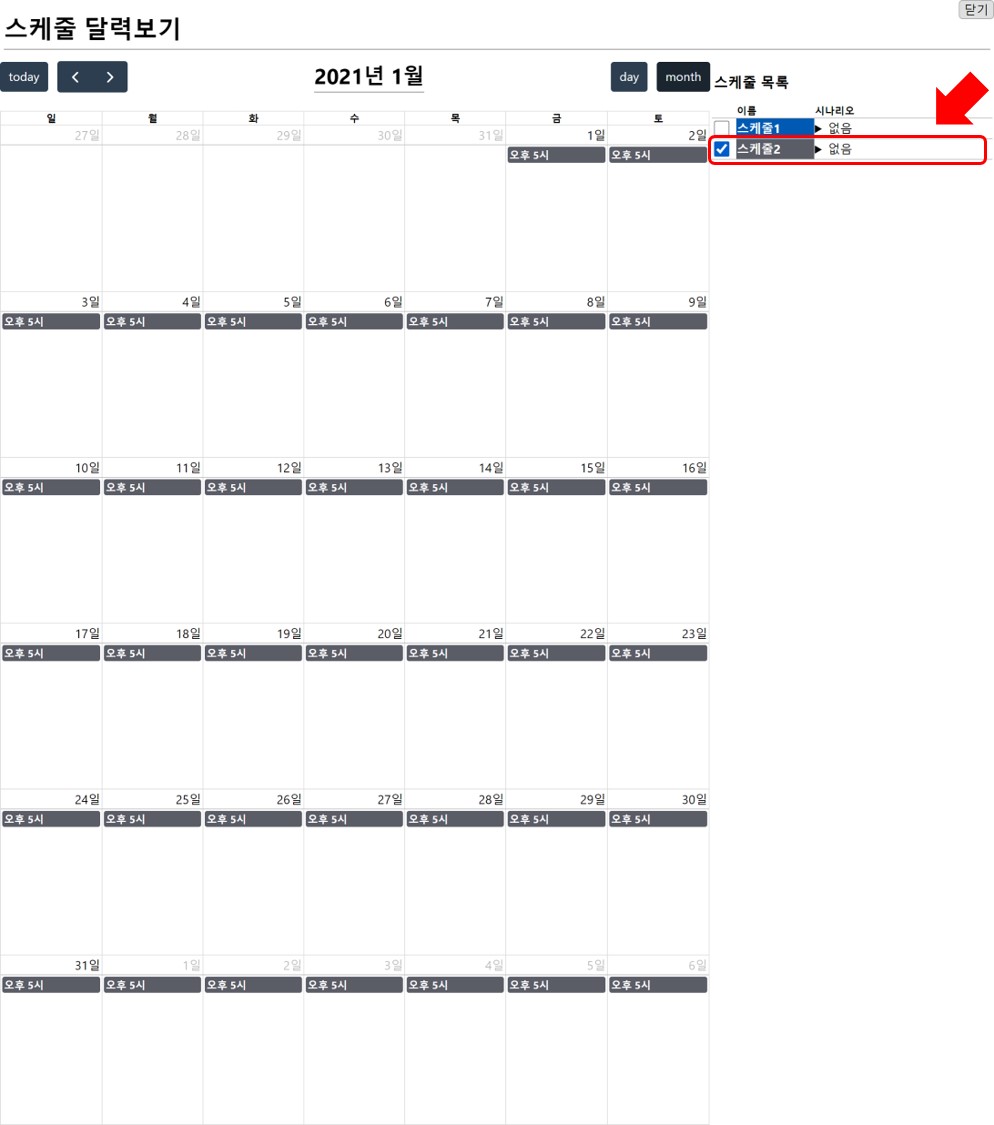 닫기
스케줄 달력보기
today
2021년 1월
day month
스케줄 목록
이름 시나리오
스케줄1 ▶ 없음
스케줄2 ▶ 없음
일 월 화 수 목 금 토
27일 28일 29일 30일 31일 1일 2일
오후 5시 오후 5시
3일 4일 5일 6일 7일 8일 9일
오후 5시 오후 5시 오후 5시 오후 5시 오후 5시 오후 5시 오후 5시
10일 11일 12일 13일 14일 15일 16일
오후 5시 오후 5시 오후 5시 오후 5시 오후 5시 오후 5시 오후 5시
17일 18일 19일 20일 21일 22일 23일
오후 5시 오후 5시 오후 5시 오후 5시 오후 5시 오후 5시 오후 5시
24일 25일 26일 27일 28일 29일 30일
오후 5시 오후 5시 오후 5시 오후 5시 오후 5시 오후 5시 오후 5시
31일 1일 2일 3일 4일 5일 6일
오후 5시 오후 5시 오후 5시 오후 5시 오후 5시 오후 5시 오후 5시